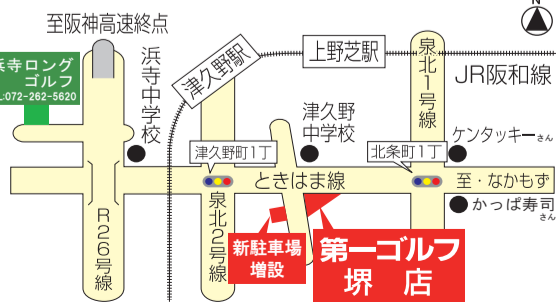 至阪神高速終点
N
浜寺ロング
ゴルフ
TEL:072-262-5620
浜寺中学校
津久野駅
上野芝駅
泉北1号線
JR阪和線
津久野
中学校
ケンタッキーさん
津久野町1丁
北条町1丁
ときはま線
至・なかもず
かっぱ寿司
さん
R26号線
泉北2号線
新駐車場
増設
第一ゴルフ
堺 店